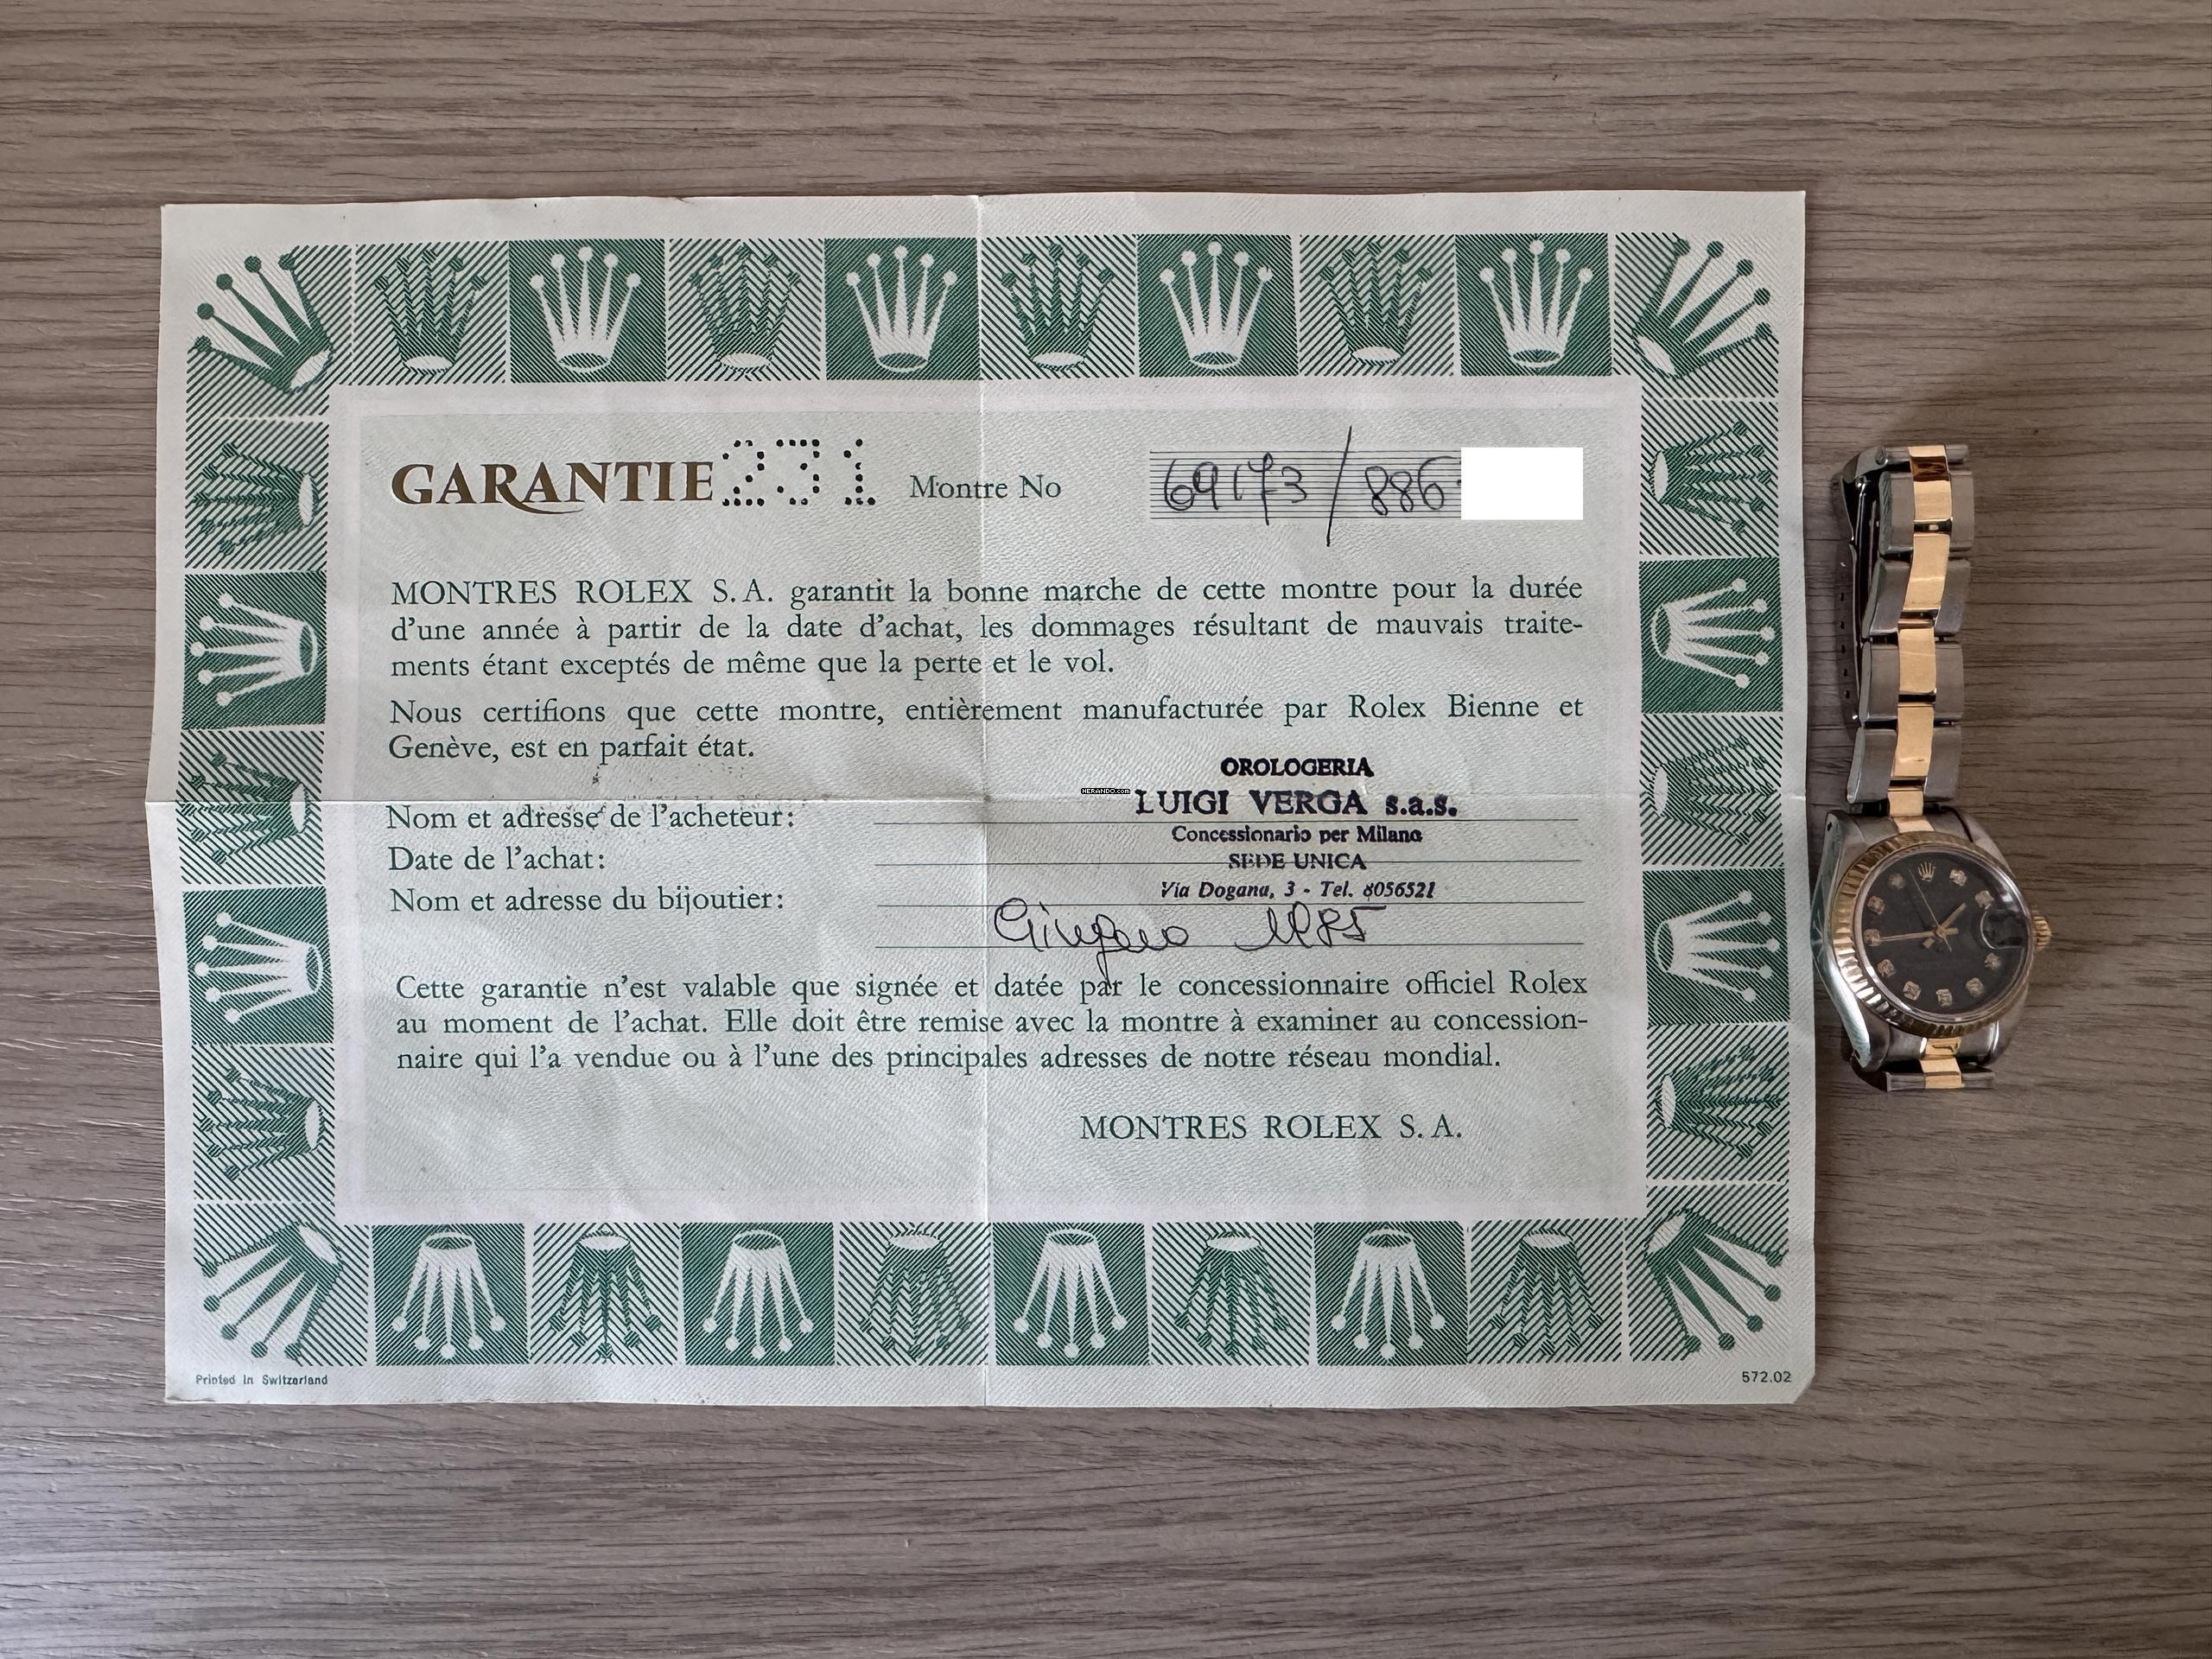 GARANTIE 231 Montre No 69173/886
MONTRES ROLEX S.A. garantit la bonne marche de cette montre pour la durée
d'une année à partir de la date d'achat, les dommages résultant de mauvais traite-
ments étant exceptés de même que la perte et le vol.
Nous certifions que cette montre, entièrement manufacturée par Rolex Bienne et
Genève, est en parfait état.
OROLOGERIA
HERANDO.com
LUIGI VERGA s.a.s.
Nom et adresse de l'acheteur:
Concessionario per Milano
Date de l'achat:
SEDE UNICA
Nom et adresse du bijoutier:
Via Dogana, 3 - Tel. 8056521
1985
Cette garantie n'est valable que signée et datée par le concessionnaire officiel Rolex
au moment de l'achat. Elle doit être remise avec la montre à examiner au concession-
naire qui l'a vendue ou à l'une des principales adresses de notre réseau mondial.
MONTRES ROLEX S.A.
Printed in Switzerland
572.02